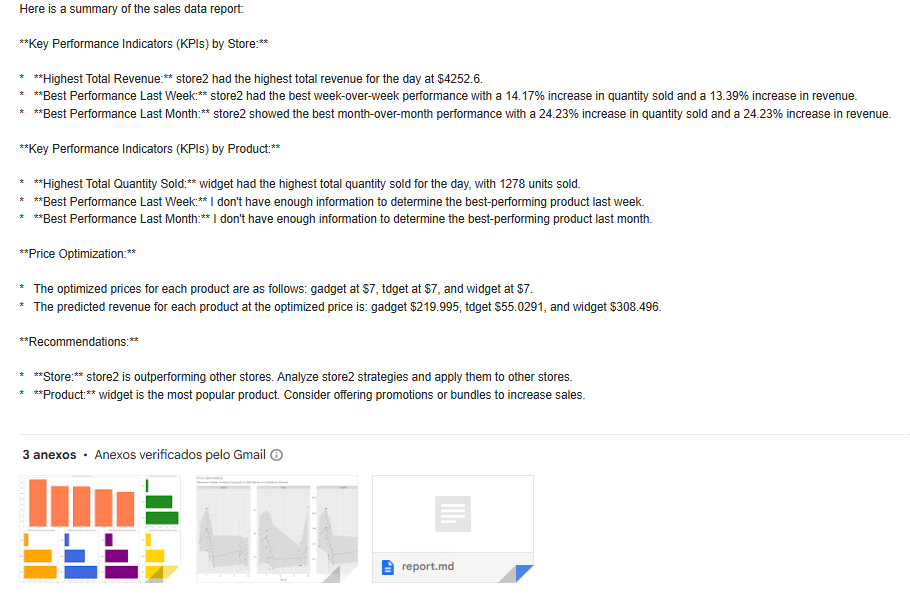 Here is a summary of the sales data report:
**Key Performance Indicators (KPIs) by Store:**
* **Highest Total Revenue:** store2 had the highest total revenue for the day at $4252.6.
* **Best Performance Last Week:** store2 had the best week-over-week performance with a 14.17% increase in quantity sold and a 13.39% increase in revenue.
* **Best Performance Last Month:** store2 showed the best month-over-month performance with a 24.23% increase in quantity sold and a 24.23% increase in revenue.
**Key Performance Indicators (KPIs) by Product:**
* **Highest Total Quantity Sold:** widget had the highest total quantity sold for the day, with 1278 units sold.
* **Best Performance Last Week:** I don't have enough information to determine the best-performing product last week.
* **Best Performance Last Month:** I don't have enough information to determine the best-performing product last month.
**Price Optimization:**
* The optimized prices for each product are as follows: gadget at $7, tdget at $7, and widget at $7.
* The predicted revenue for each product at the optimized price is: gadget $219.995, tdget $55.0291, and widget $308.496.
**Recommendations:**
* **Store:** store2 is outperforming other stores. Analyze store2 strategies and apply them to other stores.
* **Product:** widget is the most popular product. Consider offering promotions or bundles to increase sales.
3 anexos • Anexos verificados pelo Gmail
report.md